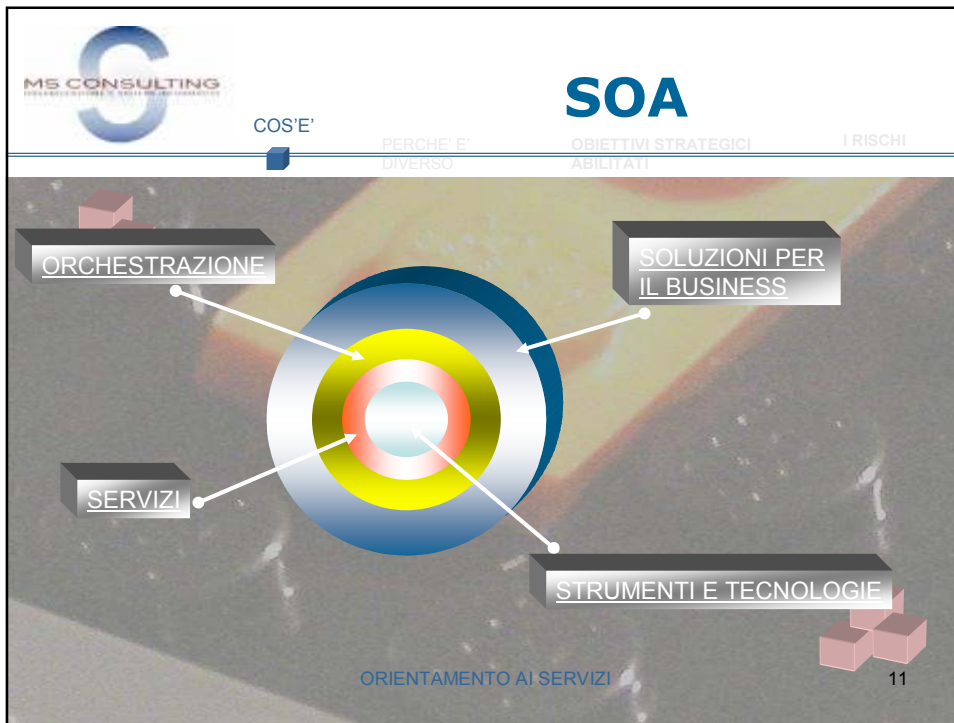 MS CONSULTING
SOA
COS'E'
PERCHE' E'
DIVERSO
OBIETTIVI STRATEGICI
ABILITATI
I RISCHI
ORCHESTRAZIONE
SOLUZIONI PER
IL BUSINESS
SERVIZI
STRUMENTI E TECNOLOGIE
ORIENTAMENTO AI SERVIZI
11